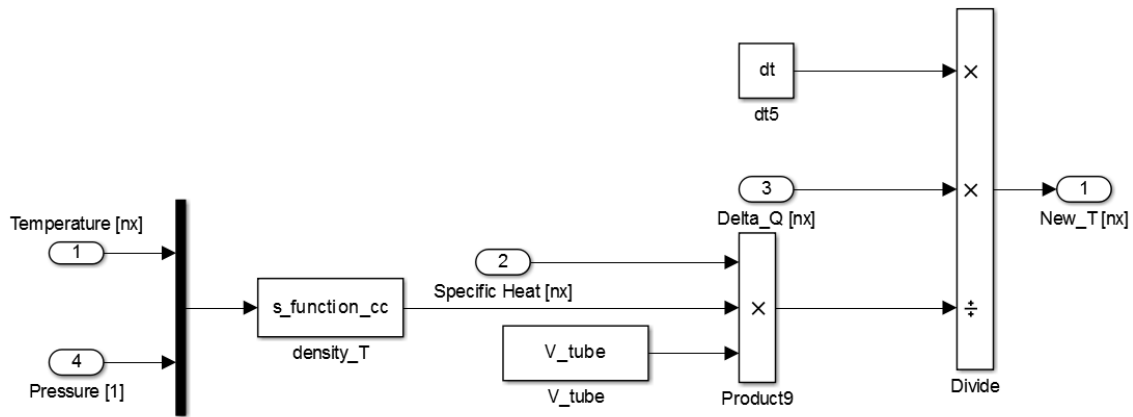 dt
×
dt5
3
×
1
Delta_Q [nx]
New_T [nx]
Temperature [nx]
1
2
Specific Heat [nx]
s_function_cc
×
÷
density_T
V_tube
4
V_tube
Pressure [1]
Product9
Divide